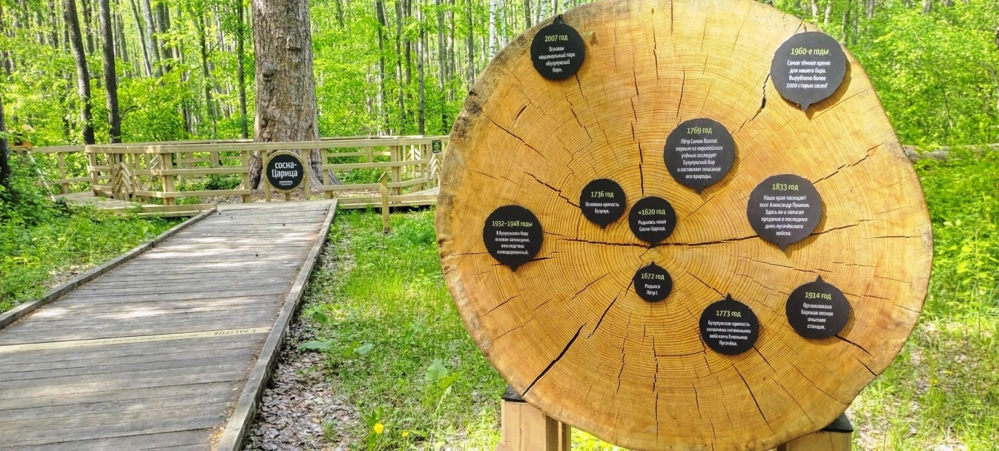 2007 год
Основан
национальный парк
«Бузулукский
бор».
1960-е годы
Самое тёмное время
для нашего бора.
Вырублено более
1000 старых сосен!
1769 год
Пётр Симон Паллас
первым из европейских
учёных исследует
Бузулукский бор
и составляет описание
его природы.
сосна-
Царица
1736 год
Основана крепость
Бузулук.
≈1620 год
Родилась наша
Сосна-Царица.
1833 год
Наши края посещает
поэт Александр Пушкин.
Здесь он и записал
предание о последних
днях пугачёвского
войска.
1932-1948 годы
В Бузулукском бору
основан заповедник,
впоследствии
ликвидированный.
1672 год
Родился
Пётр I.
1773 год
Бузулукская крепость
захвачена мятежными
войсками Емельяна
Пугачёва.
1914 год
Организована
Боровая лесная
опытная
станция.
5 МЕТРОВ